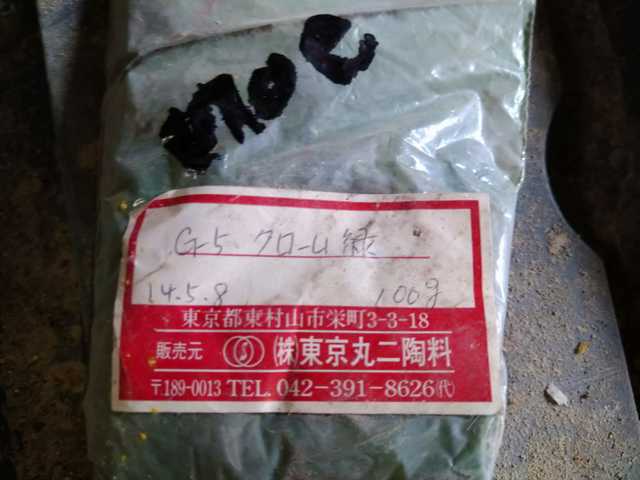 G-5 クローム緑
14.5.8 100g
東京都東村山市栄町3-3-18
販売元 ㈱東京丸二陶料
〒189-0013 TEL. 042-391-8626㈹